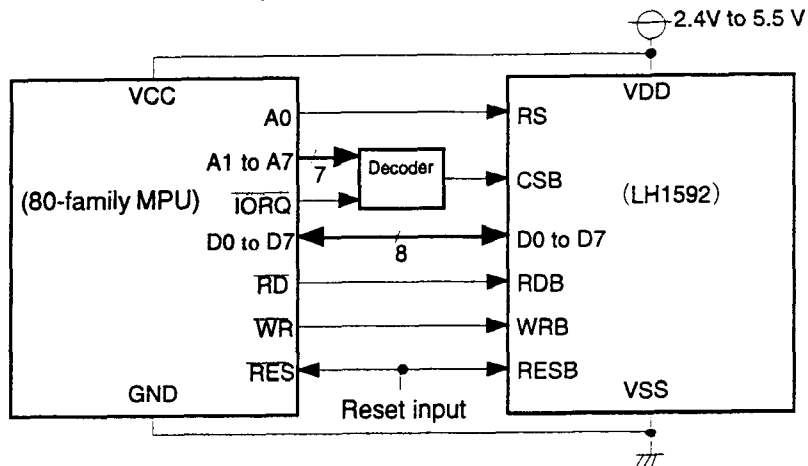 2.4V to 5.5 V
VCC
VDD
A0
RS
A1 to A7
7
Decoder
CSB
(80-family MPU)
IORQ
(LH1592)
D0 to D7
8
D0 to D7
RD
RDB
WR
WRB
RES
RESB
GND
Reset input
VSS